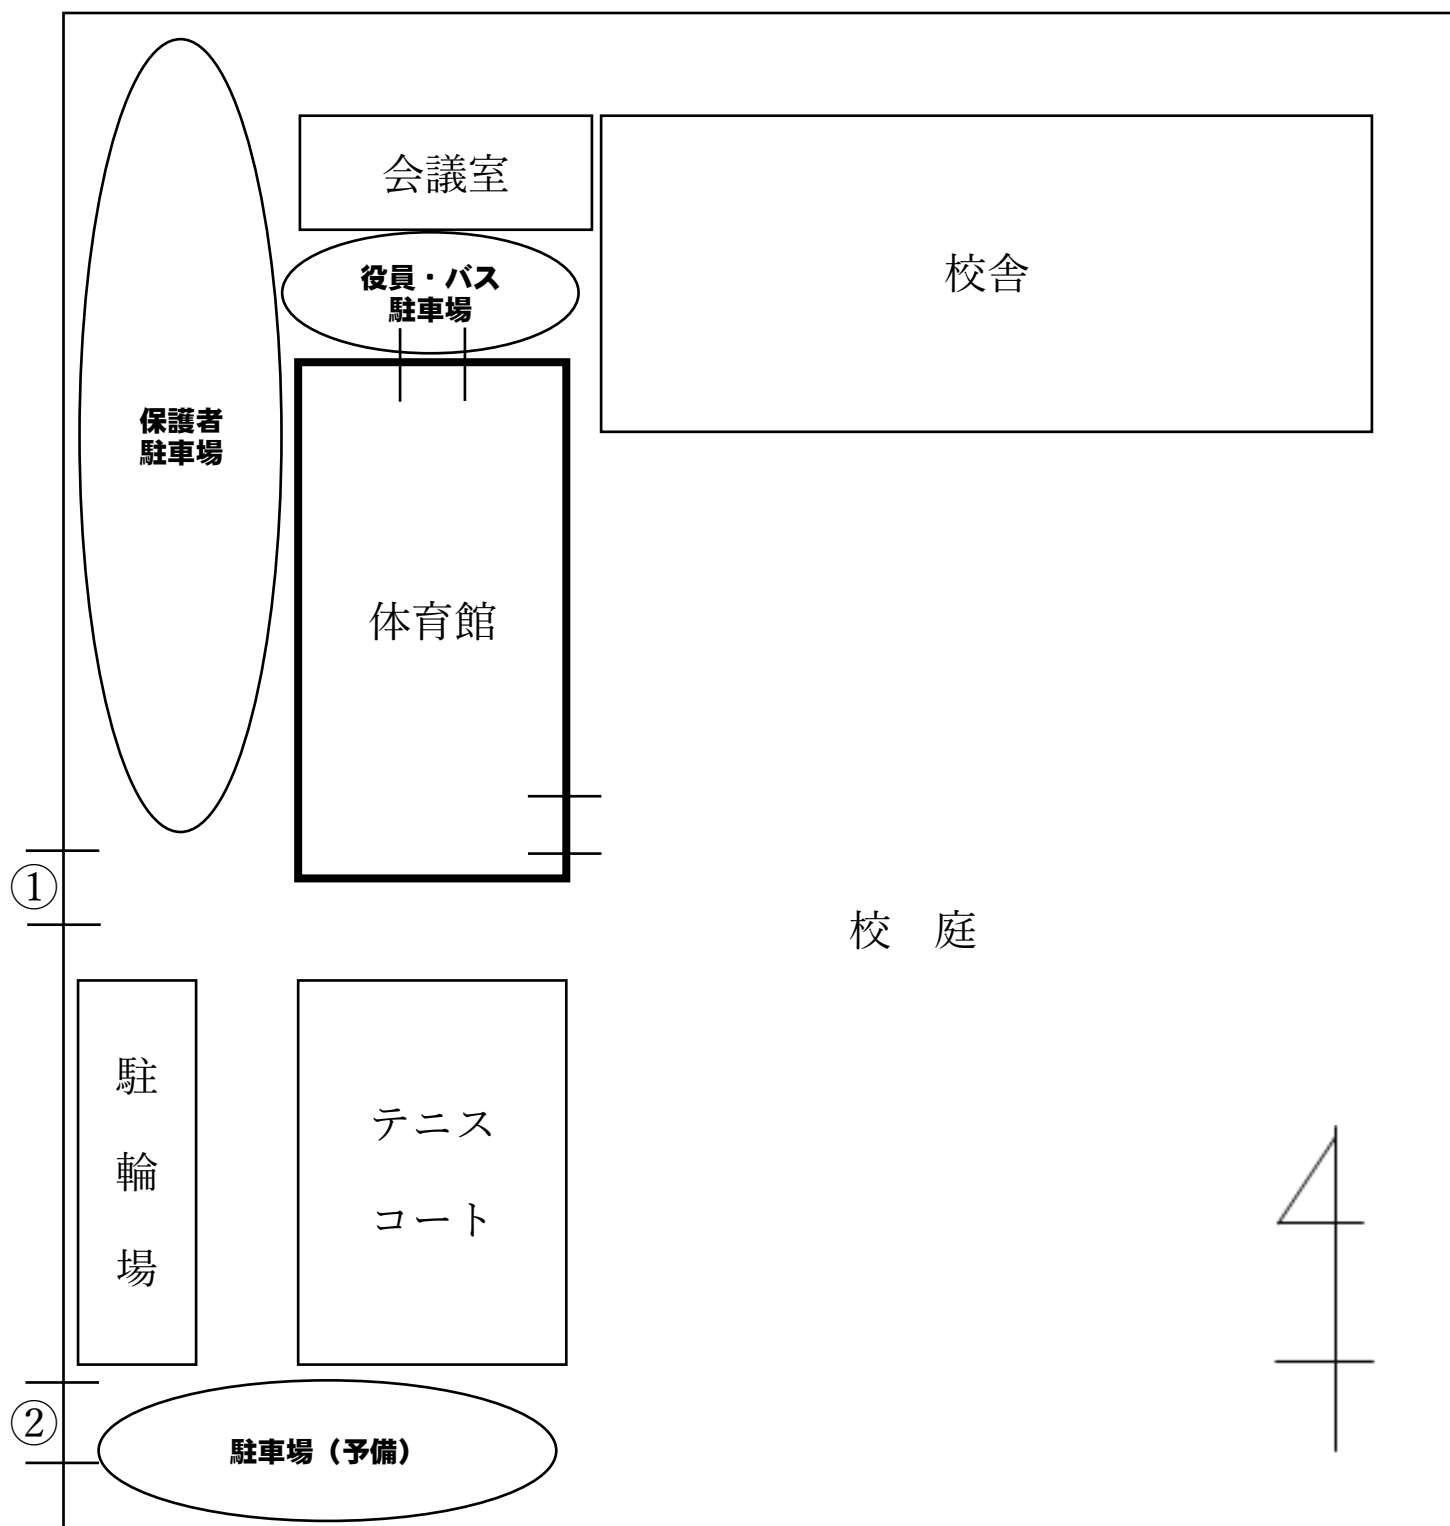 会議室
校舎
役員・バス
駐車場
保護者
駐車場
体育館
①
校　庭
駐
輪
場
テニス
コート
②
駐車場（予備）